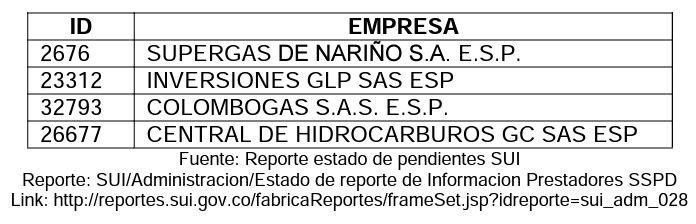 ID EMPRESA
2676 SUPERGAS DE NARIÑO S.A. E.S.P.
23312 INVERSIONES GLP SAS ESP
32793 COLOMBOGAS S.A.S. E.S.P.
26677 CENTRAL DE HIDROCARBUROS GC SAS ESP
Fuente: Reporte estado de pendientes SUI
Reporte: SUI/Administracion/Estado de reporte de Informacion Prestadores SSPD
Link: http://reportes.sui.gov.co/fabricaReportes/frameSet.jsp?idreporte=sui_adm_028